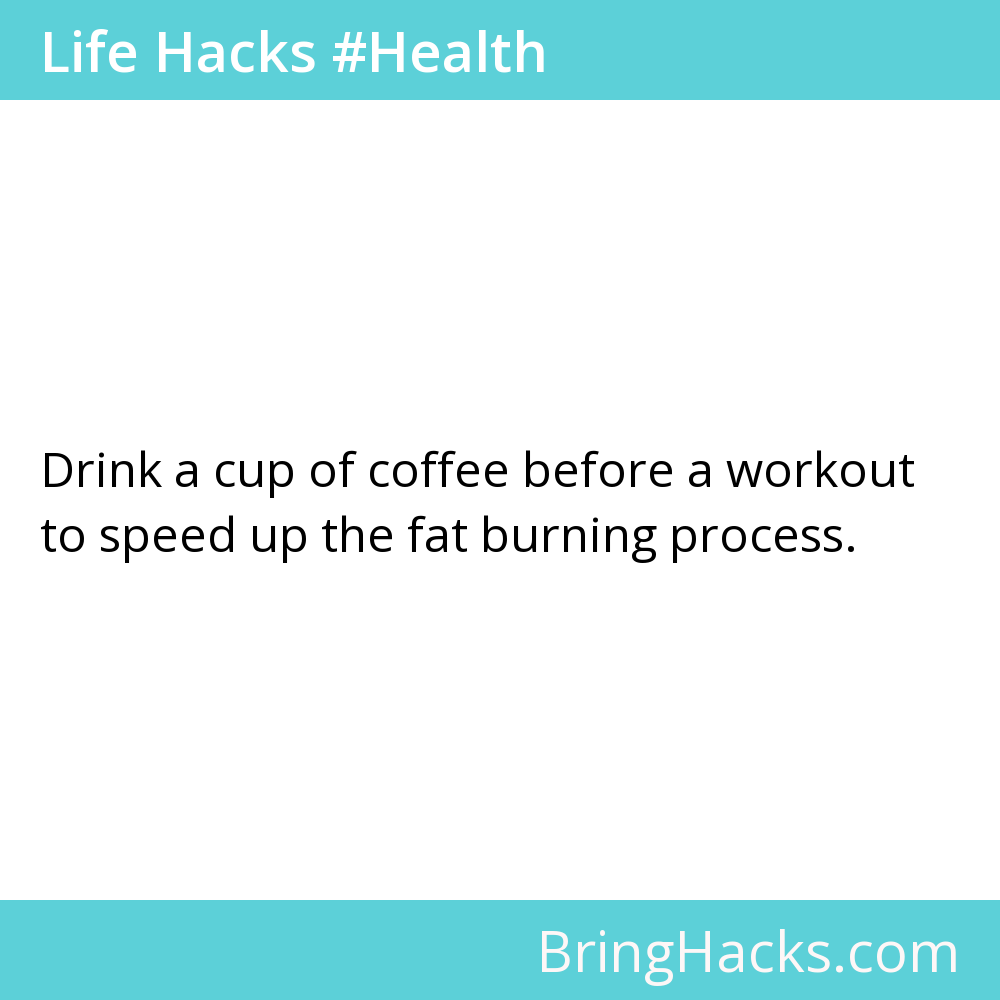 Life Hacks #Health
Drink a cup of coffee before a workout
to speed up the fat burning process.
BringHacks.com